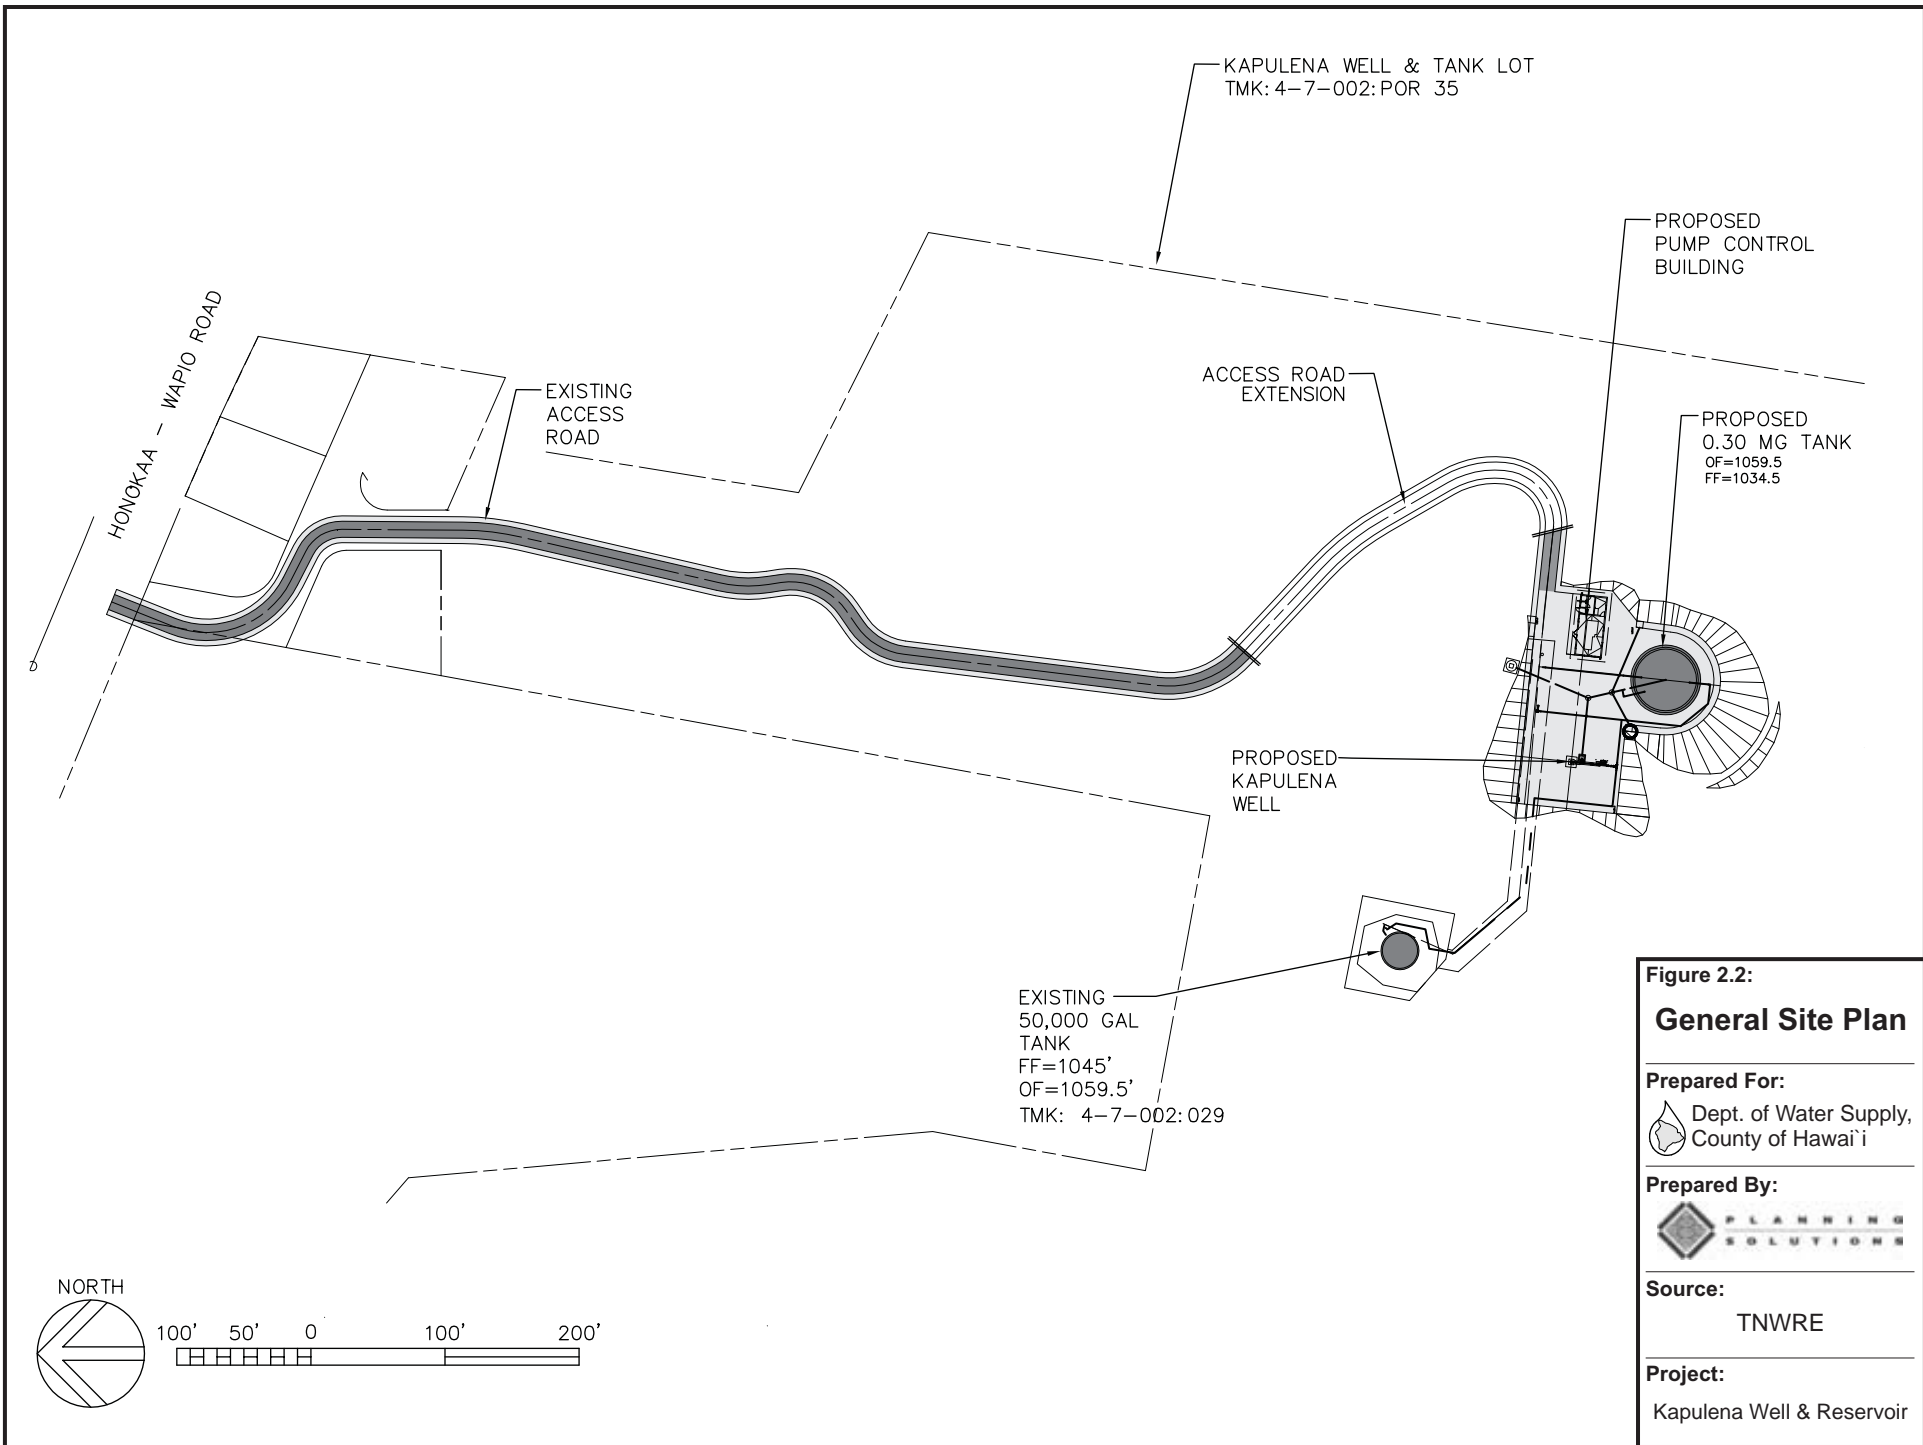 KAPULENA WELL & TANK LOT
TMK: 4-7-002: POR 35
PROPOSED
PUMP CONTROL
BUILDING
HONOKAA - WAPIO ROAD
EXISTING
ACCESS
ROAD
ACCESS ROAD
EXTENSION
PROPOSED
0.30 MG TANK
OF=1059.5
FF=1034.5
PROPOSED
KAPULENA
WELL
EXISTING
50,000 GAL
TANK
FF=1045'
OF=1059.5'
TMK: 4-7-002: 029
NORTH
100' 50' 0 100' 200'
Figure 2.2:
General Site Plan
Prepared For:
Dept. of Water Supply,
County of Hawai`i
Prepared By:
PLANNING
SOLUTIONS
Source:
TNWRE
Project:
Kapulena Well & Reservoir